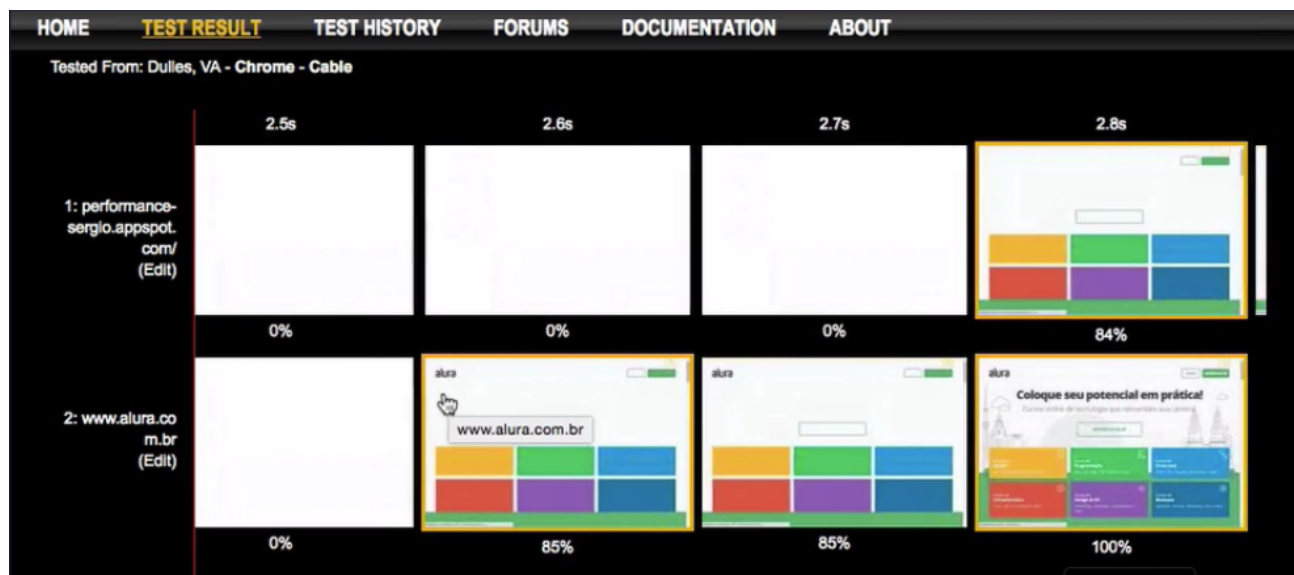 HOME TEST RESULT TEST HISTORY FORUMS DOCUMENTATION ABOUT
Tested From: Dulles, VA - Chrome - Cable
2.5s 2.6s 2.7s 2.8s
1: performance-
sergio.appspot.
com/
(Edit)
0% 0% 0% 84%
2: www.alura.co
m.br
(Edit)
alura
www.alura.com.br
alura
alura
Coloque seu potencial em prática!
0% 85% 85% 100%